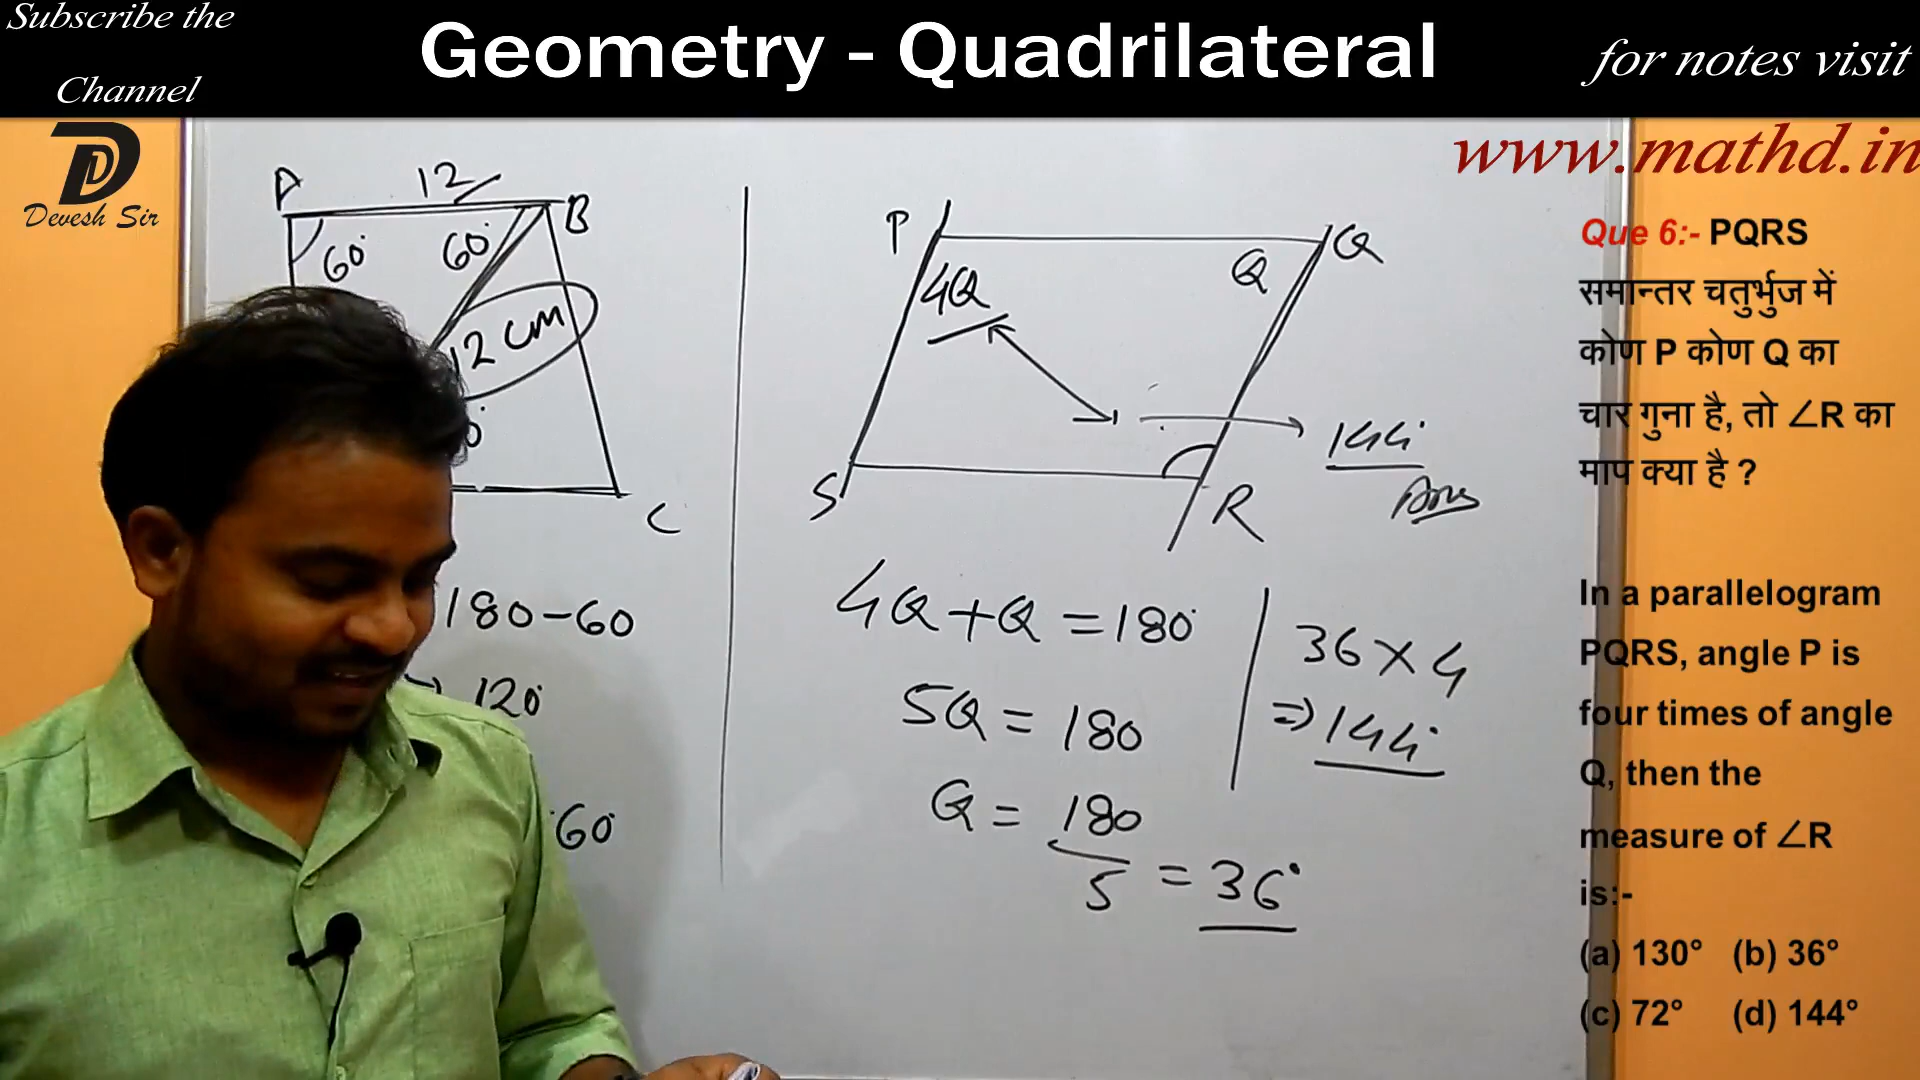 Subscribe the
Channel
Geometry - Quadrilateral
for notes visit
www.mathd.in
D
Devesh Sir
A 12 B
60° 60°
12 cm
C
180-60
⇒ 120°
60°
P Q
4Q Q
S R
144°
Ans
4Q+Q=180°
5Q = 180
Q = 180/5 = 36°
36×4
⇒144°
Que 6:- PQRS
समान्तर चतुर्भुज में
कोण P कोण Q का
चार गुना है, तो ∠R का
माप क्या है ?
In a parallelogram
PQRS, angle P is
four times of angle
Q, then the
measure of ∠R
is:-
(a) 130° (b) 36°
(c) 72° (d) 144°